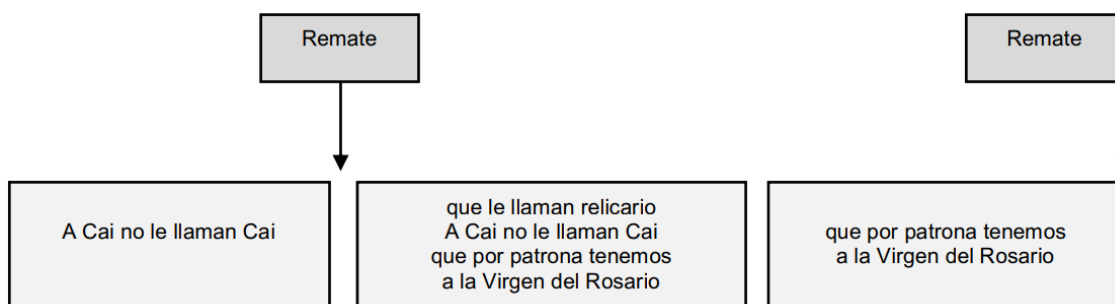 Remate
Remate
A Cai no le llaman Cai
que le llaman relicario
A Cai no le llaman Cai
que por patrona tenemos
a la Virgen del Rosario
que por patrona tenemos
a la Virgen del Rosario